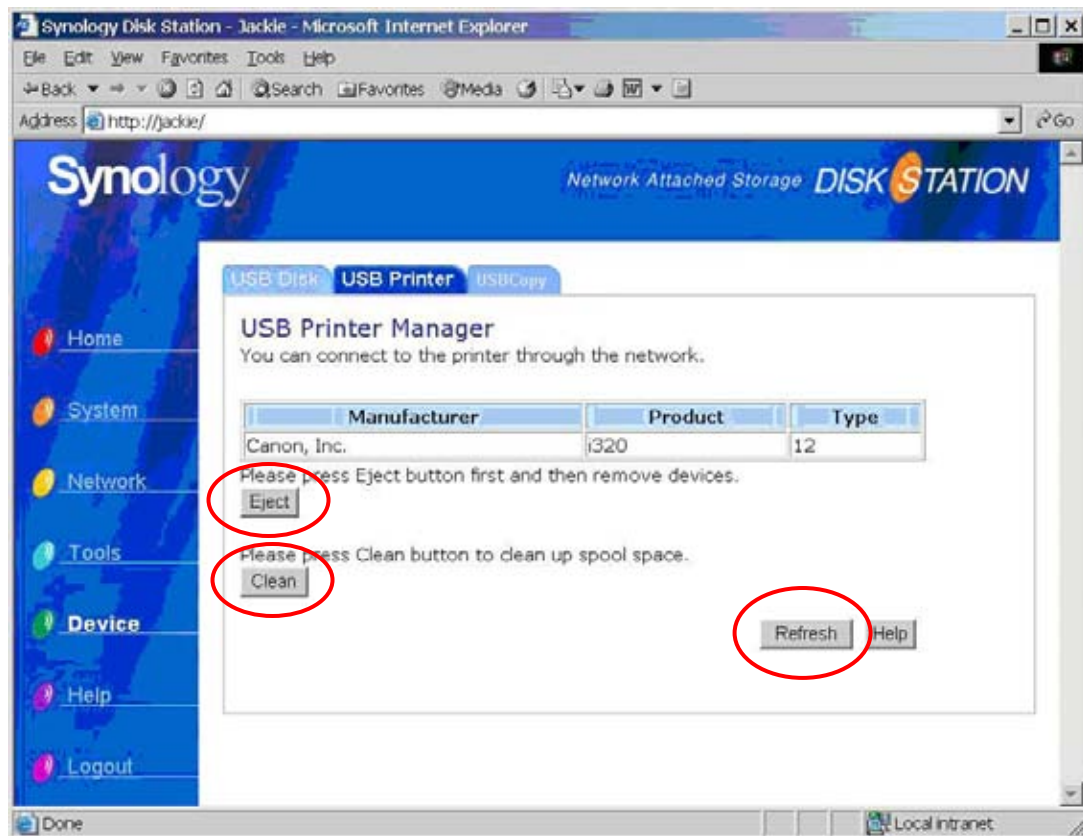 Synology Disk Station - Jackie - Microsoft Internet Explorer
File Edit View Favorites Tools Help
Back Search Favorites Media
Address http://jackie/ Go
Synology
Network Attached Storage DISK STATION
USB Disk USB Printer USBCopy
USB Printer Manager
You can connect to the printer through the network.
Manufacturer Product Type
Canon, Inc. i320 12
Please press Eject button first and then remove devices.
Eject
Please press Clean button to clean up spool space.
Clean
Refresh Help
Home
System
Network
Tools
Device
Help
Logout
Done Local intranet